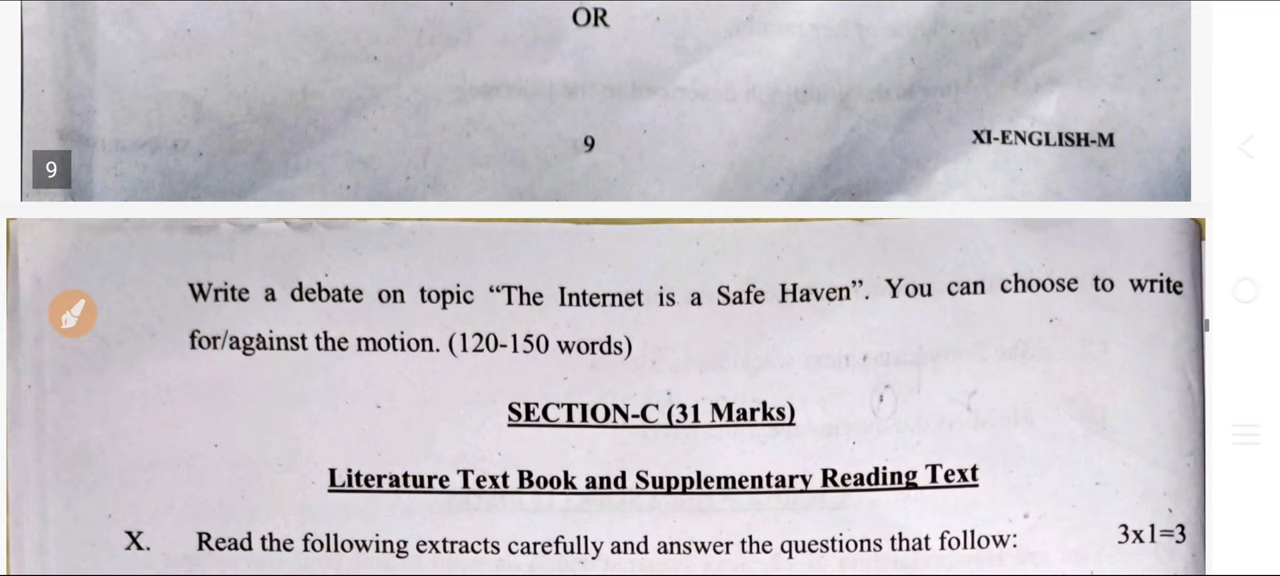 OR
9
XI-ENGLISH-M
9
Write a debate on topic “The Internet is a Safe Haven”. You can choose to write
for/against the motion. (120-150 words)
SECTION-C (31 Marks)
Literature Text Book and Supplementary Reading Text
X. Read the following extracts carefully and answer the questions that follow: 3x1=3